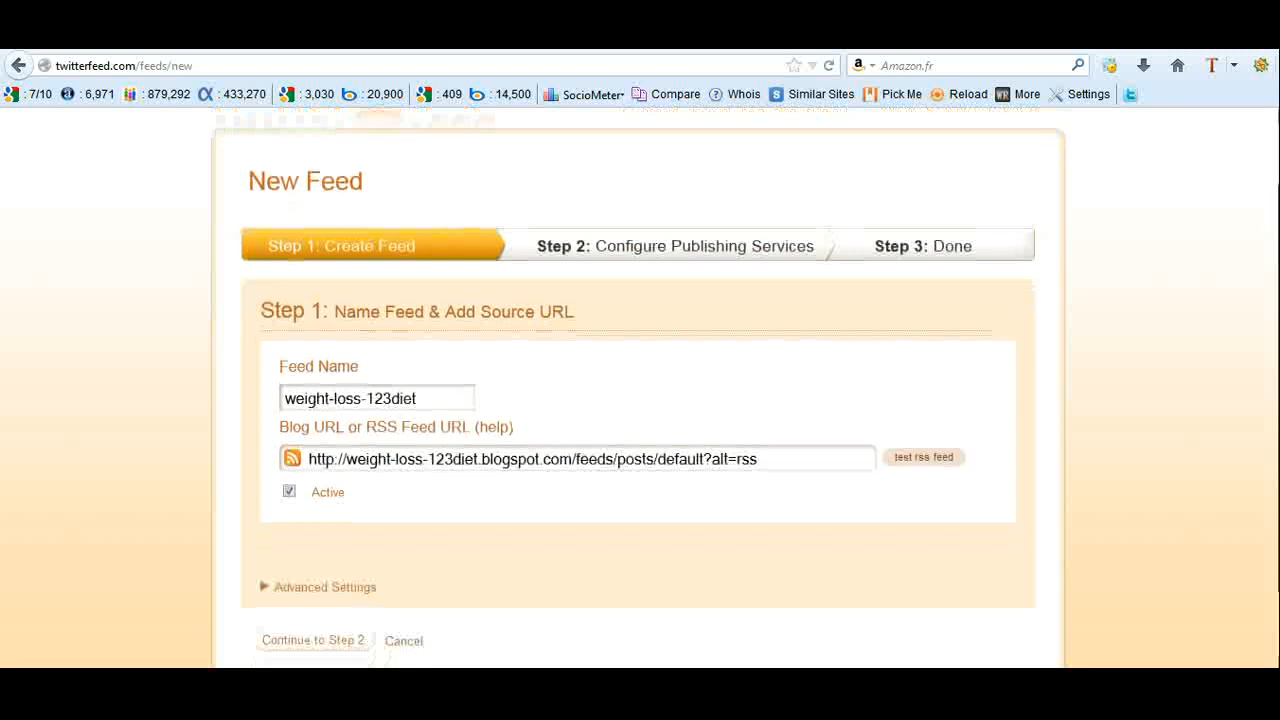 twitterfeed.com/feeds/new
Amazon.fr
: 7/10 : 6,971 : 879,292 : 433,270 : 3,030 : 20,900 : 409 : 14,500 SocioMeter Compare Whois Similar Sites Pick Me Reload More Settings
New Feed
Step 1: Create Feed Step 2: Configure Publishing Services Step 3: Done
Step 1: Name Feed & Add Source URL
Feed Name
weight-loss-123diet
Blog URL or RSS Feed URL (help)
http://weight-loss-123diet.blogspot.com/feeds/posts/default?alt=rss test rss feed
Active
Advanced Settings
Continue to Step 2 Cancel